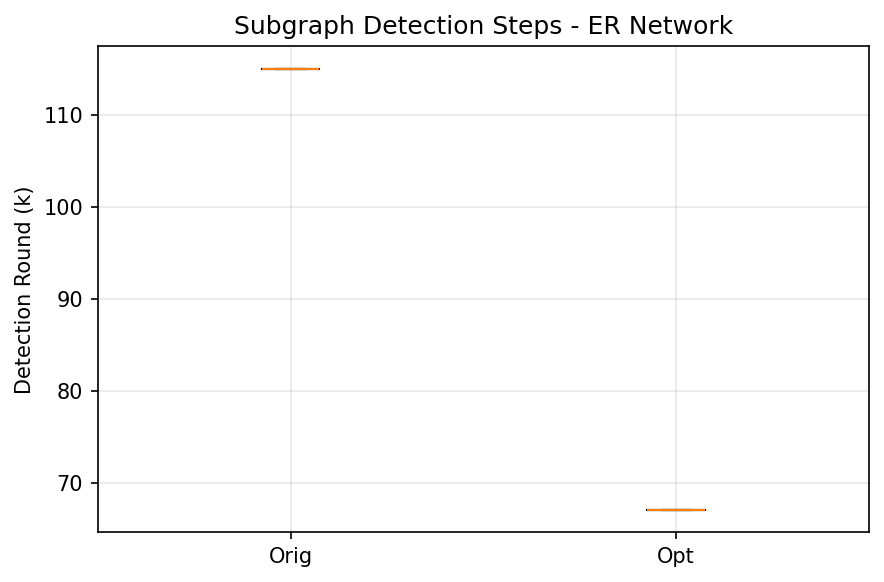 Subgraph Detection Steps - ER Network
Detection Round (k)
110
100
90
80
70
Orig
Opt